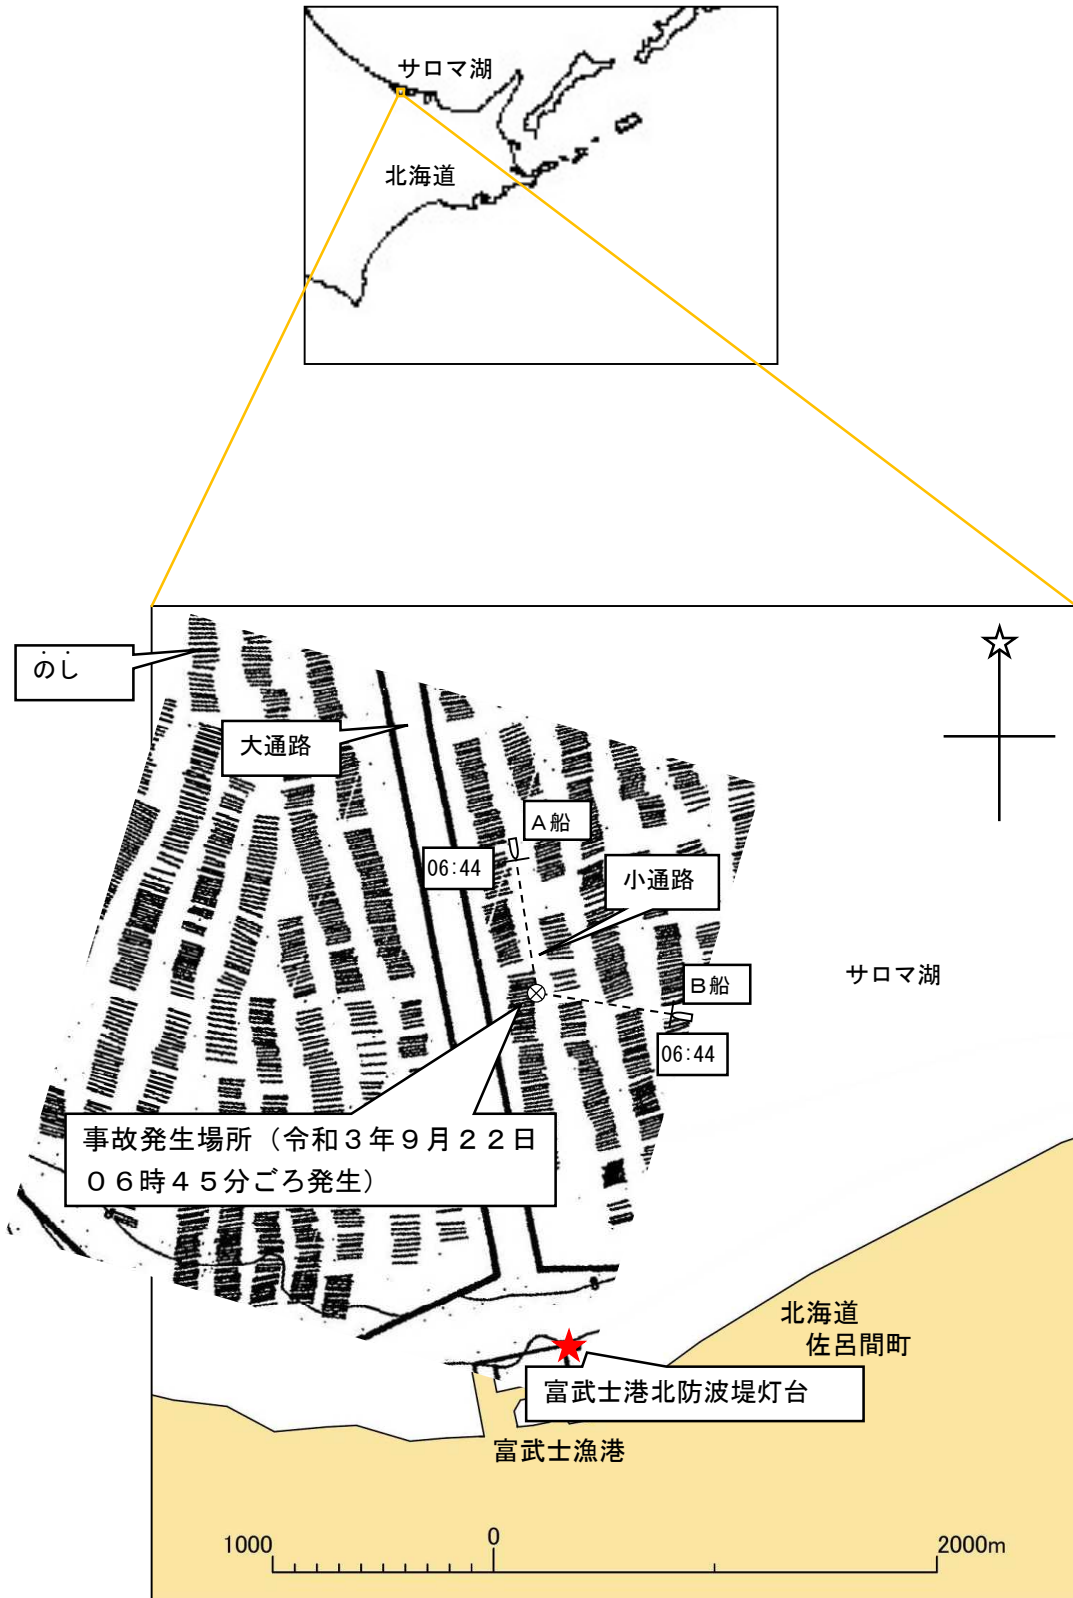 サロマ湖
北海道
のし
大通路
A船
06:44
小通路
サロマ湖
B船
06:44
事故発生場所（令和３年９月２２日
０６時４５分ごろ発生）
北海道
佐呂間町
富武士港北防波堤灯台
富武士漁港
1000 0 2000m